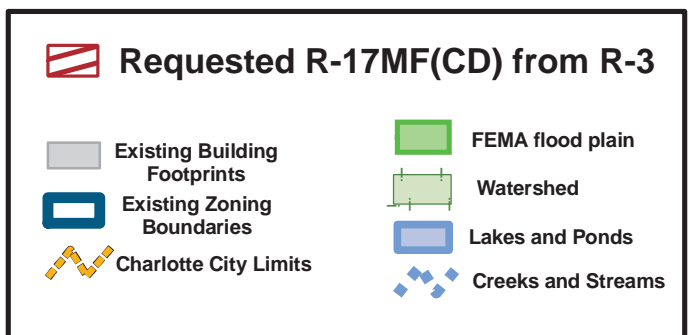 Requested R-17MF(CD) from R-3
Existing Building
Footprints
Existing Zoning
Boundaries
Charlotte City Limits
FEMA flood plain
Watershed
Lakes and Ponds
Creeks and Streams